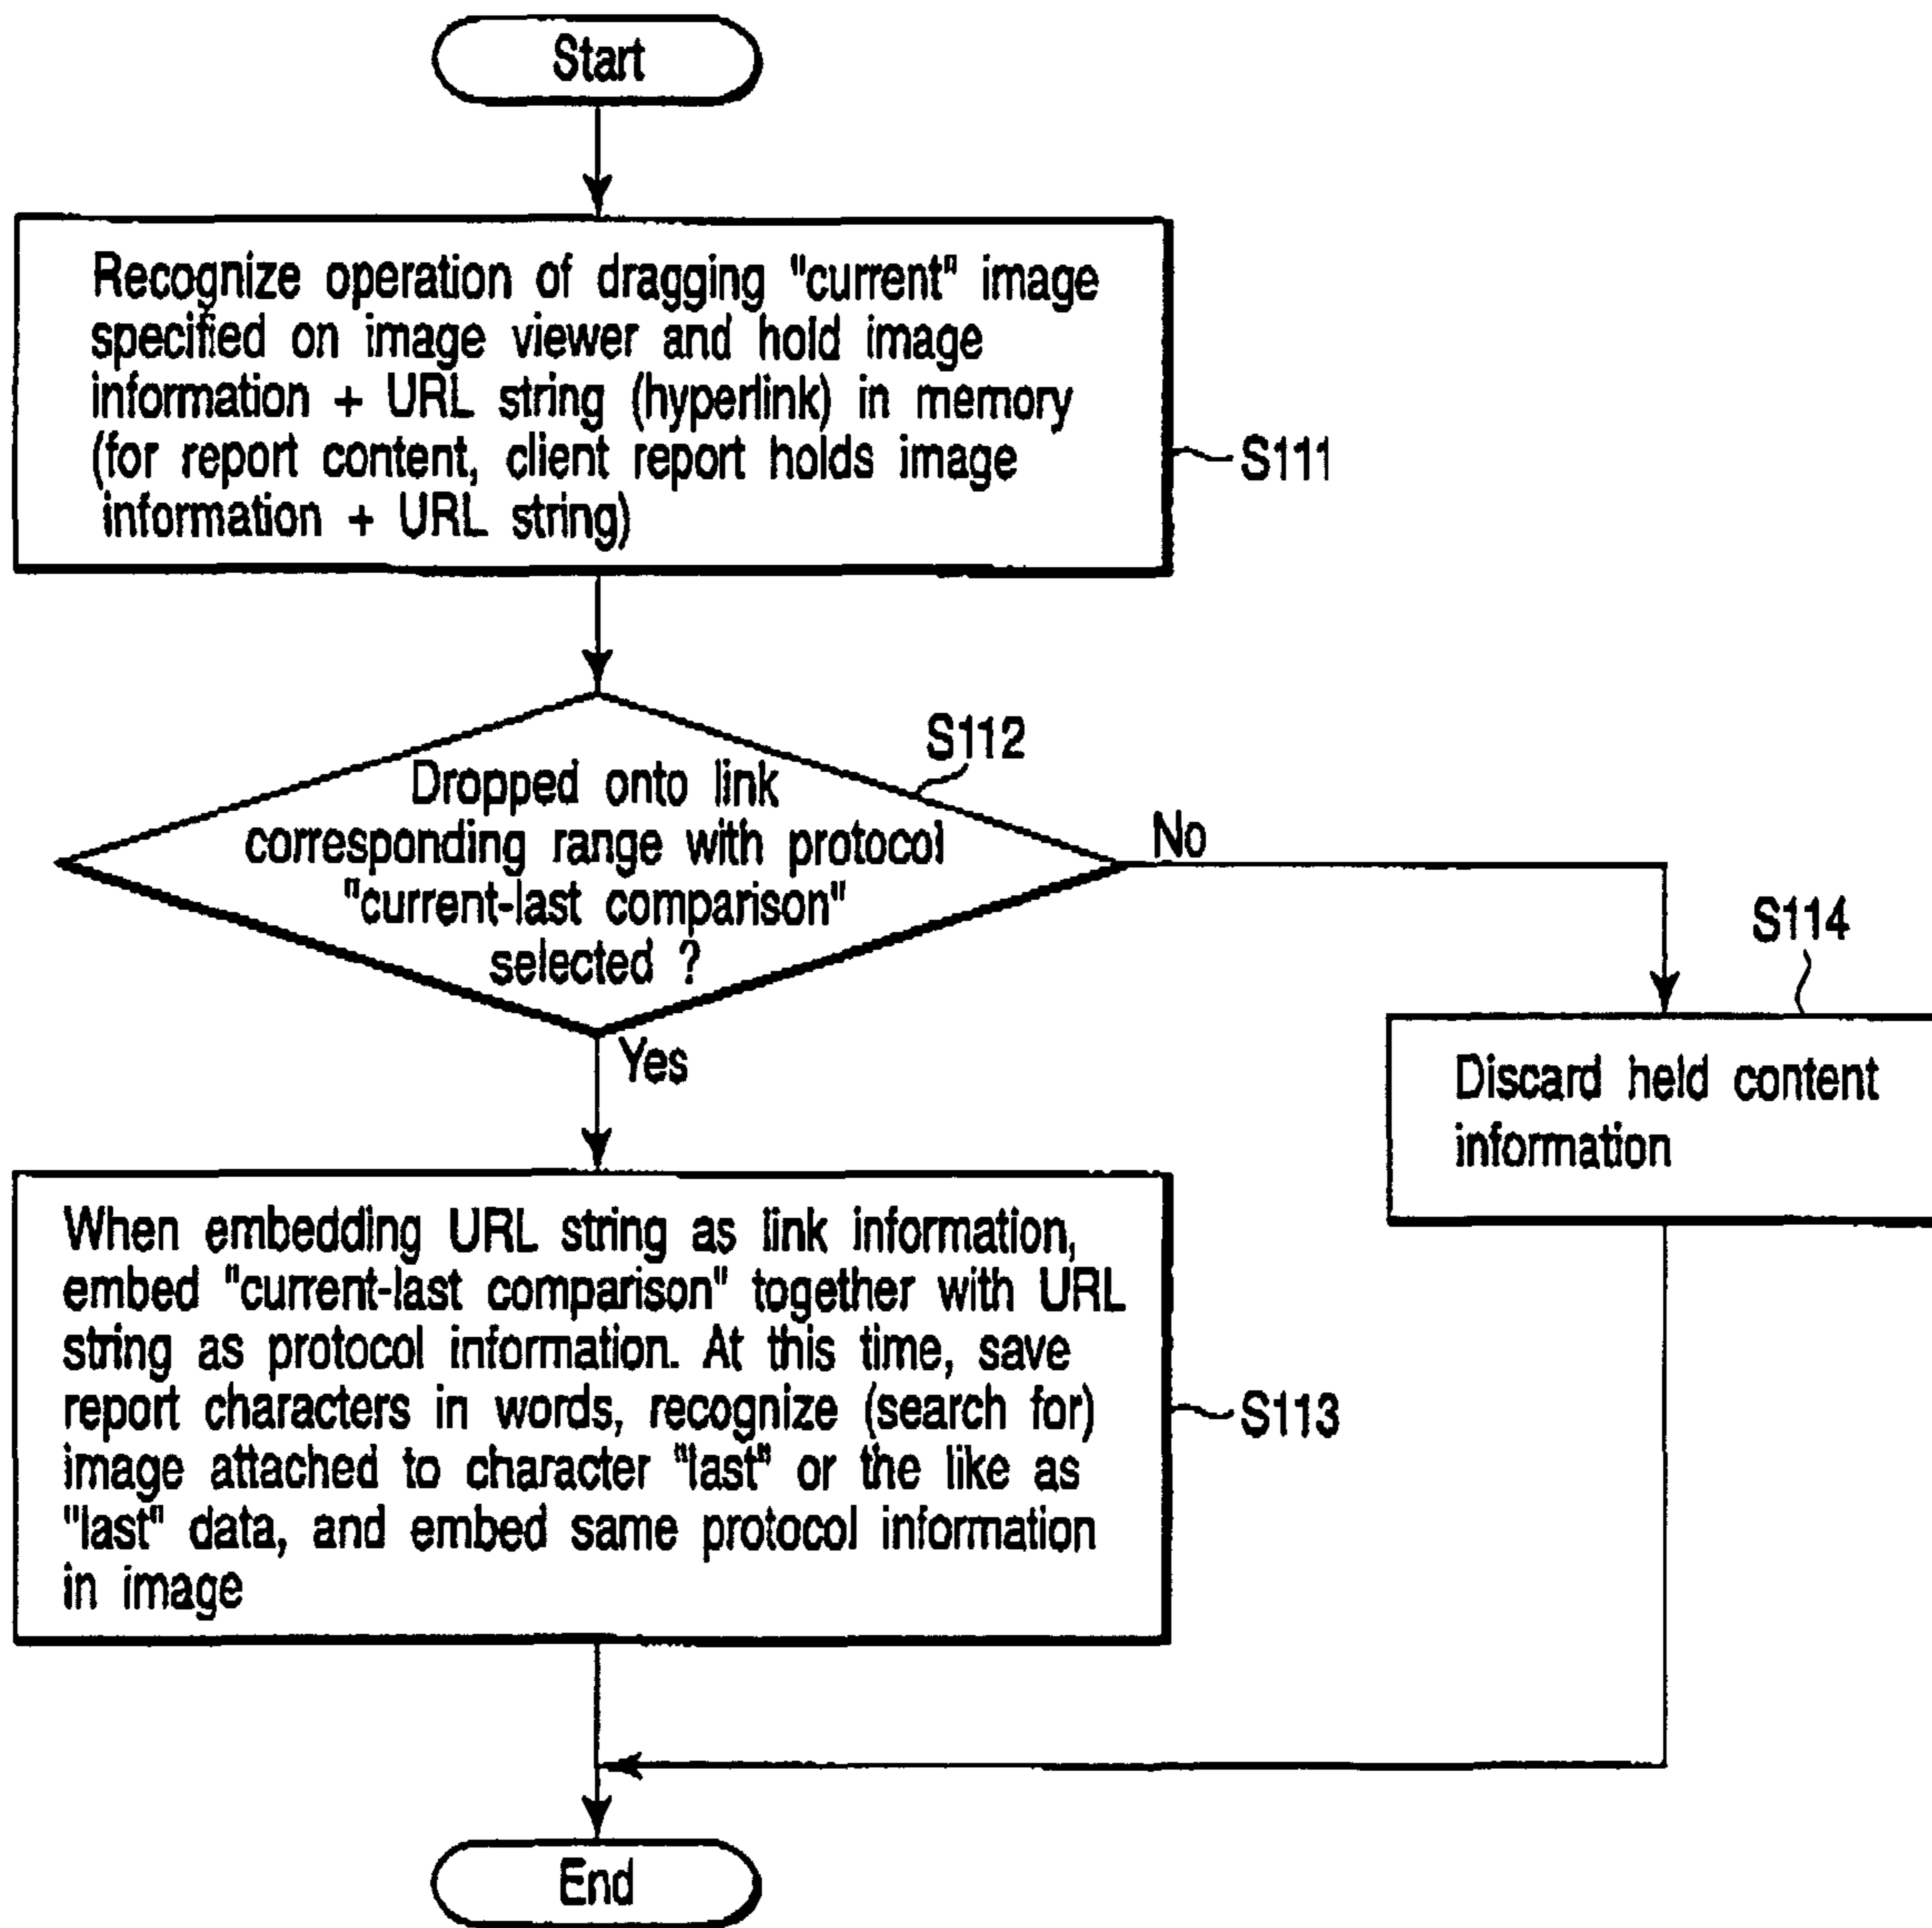 Start
Recognize operation of dragging "current" image
specified on image viewer and hold image
information + URL string (hyperlink) in memory
(for report content, client report holds image
information + URL string)
S111
S112
Dropped onto link
corresponding range with protocol
"current-last comparison"
selected ?
No
Yes
S114
Discard held content
information
When embedding URL string as link information,
embed "current-last comparison" together with URL
string as protocol information. At this time, save
report characters in words, recognize (search for)
image attached to character "last" or the like as
"last" data, and embed same protocol information
in image
S113
End